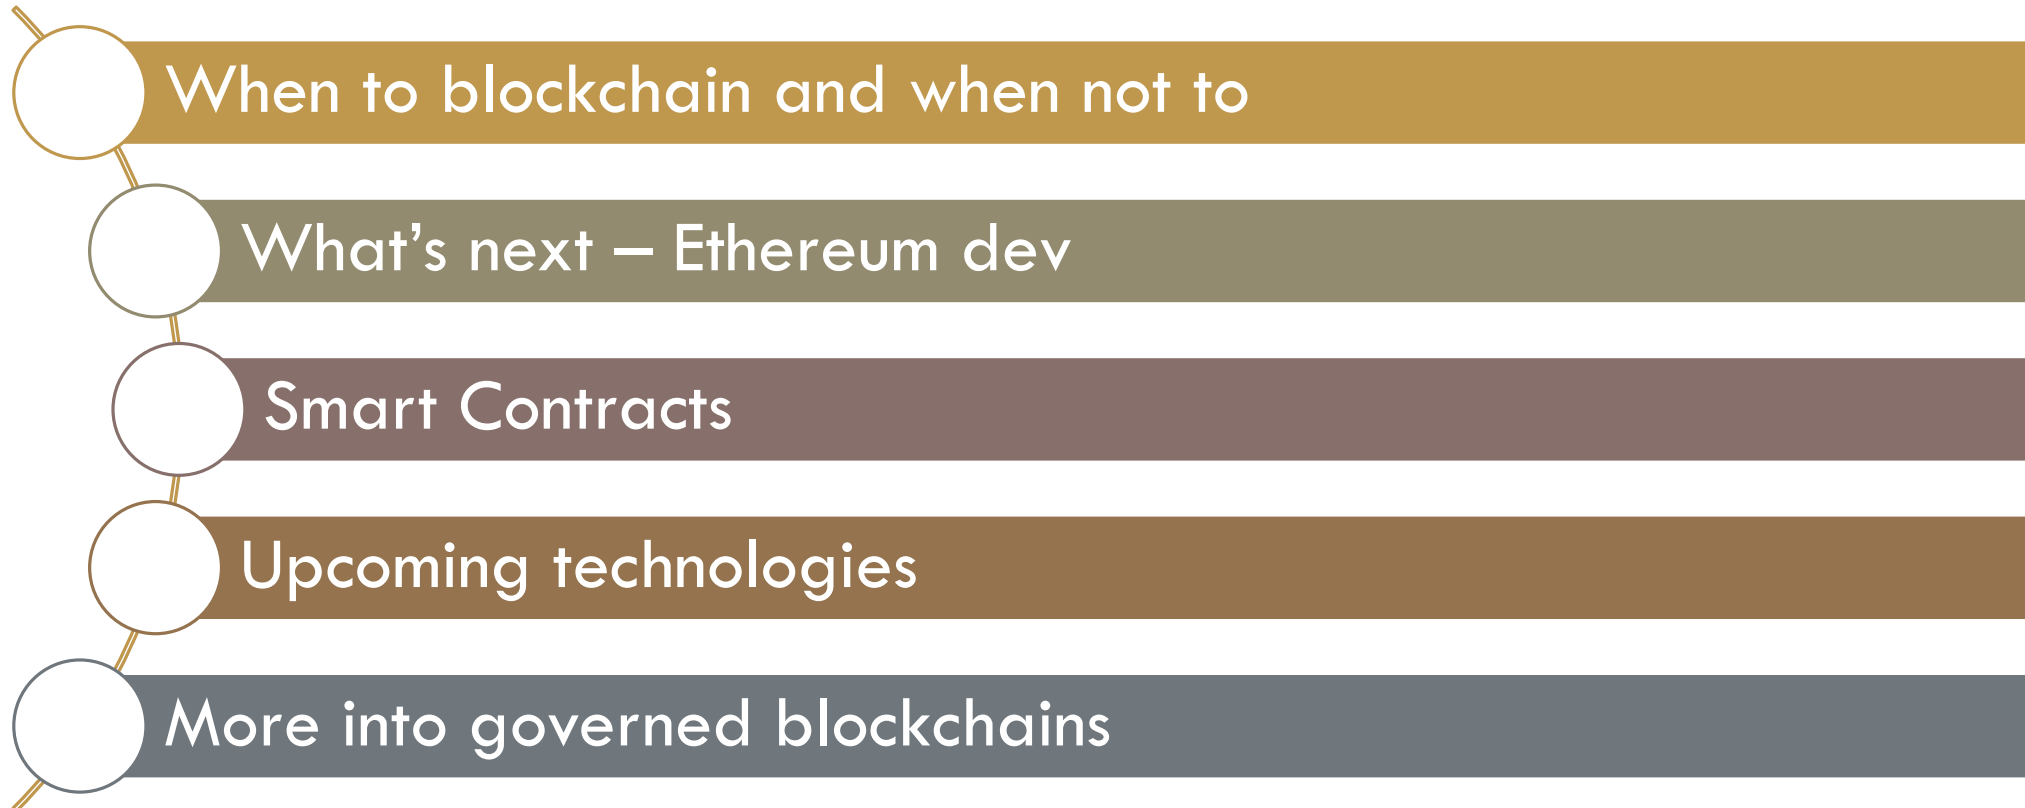 When to blockchain and when not to
What’s next – Ethereum dev
Smart Contracts
Upcoming technologies
More into governed blockchains